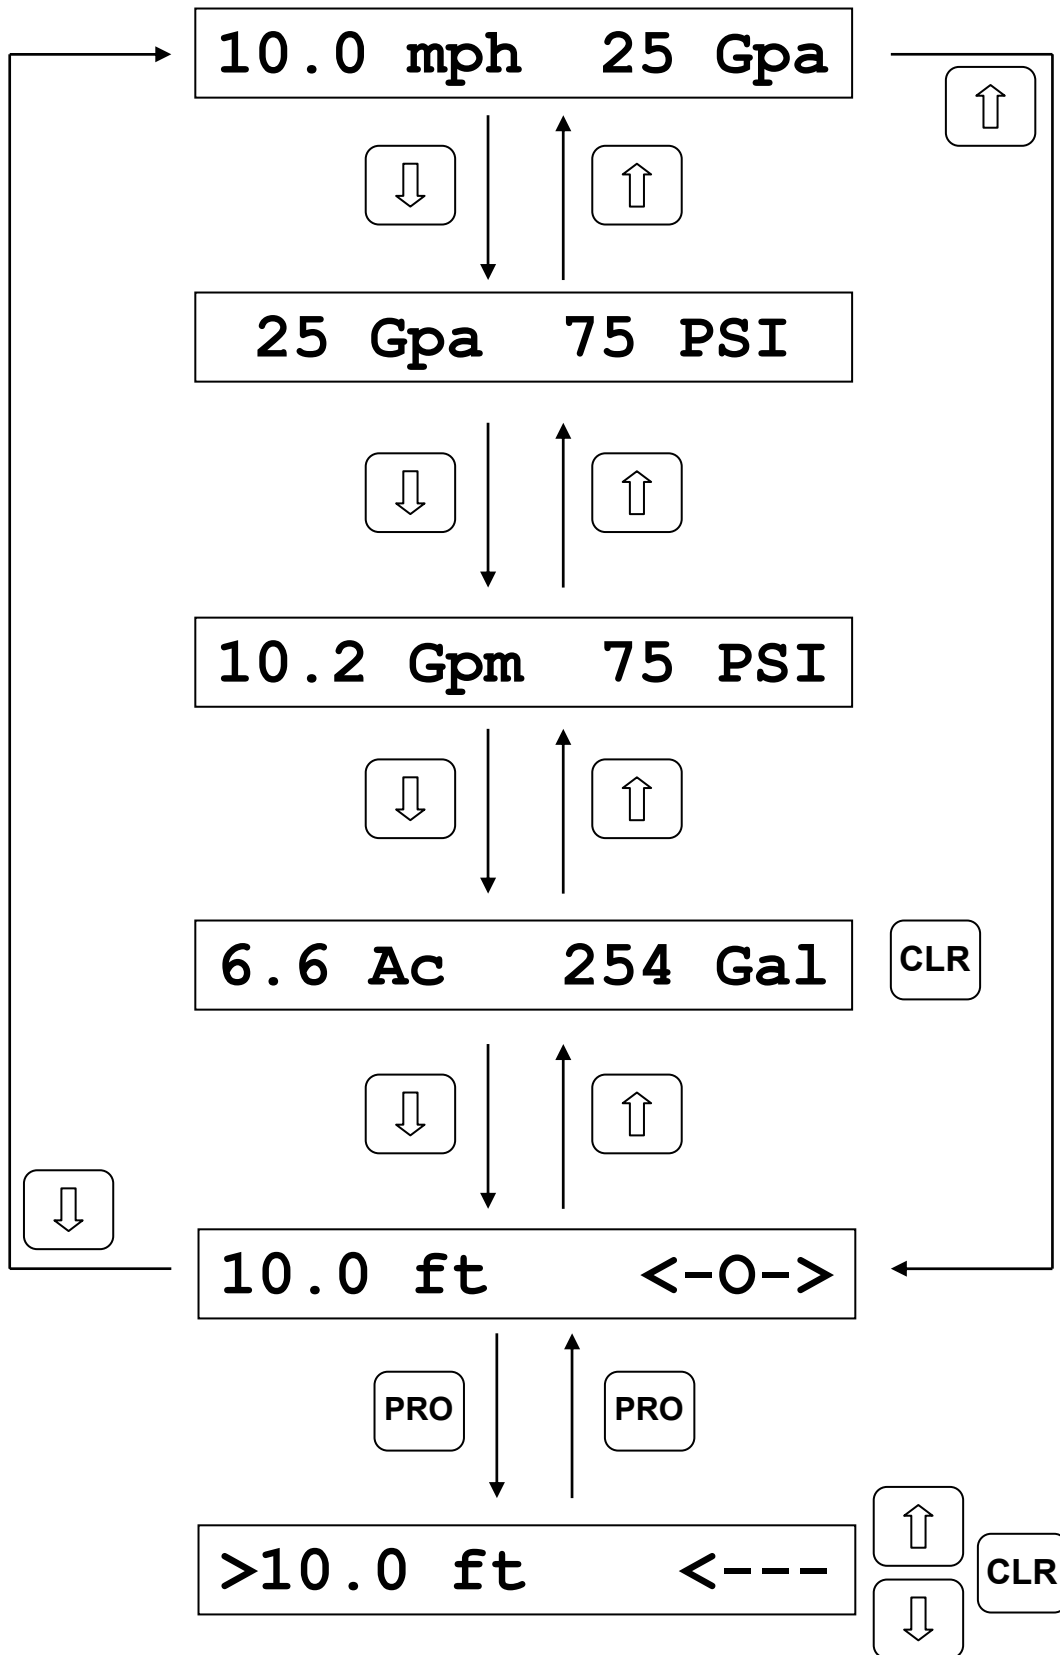 10.0 mph 25 Gpa
25 Gpa 75 PSI
10.2 Gpm 75 PSI
6.6 Ac 254 Gal
CLR
10.0 ft <-O->
PRO PRO
>10.0 ft <---
CLR